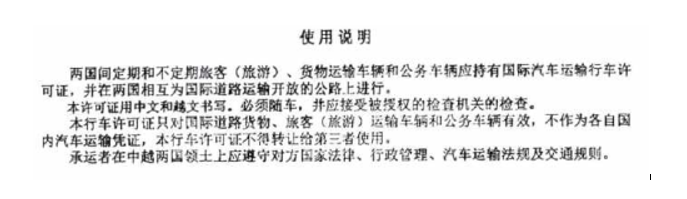 使用说明
两国间定期和不定期旅客（旅游）、货物运输车辆和公务车辆应持有国际汽车运输行车许
可证，并在两国相互为国际道路运输开放的公路上进行。
本许可证用中文和越文书写。必须随车，并应接受被授权的检查机关的检查。
本行车许可证只对国际道路货物、旅客（旅游）运输车辆和公务车辆有效，不作为各自国
内汽车运输凭证，本行车许可证不得转让给第三者使用。
承运者在中越两国领土上应遵守对方国家法律、行政管理、汽车运输法规及交通规则。